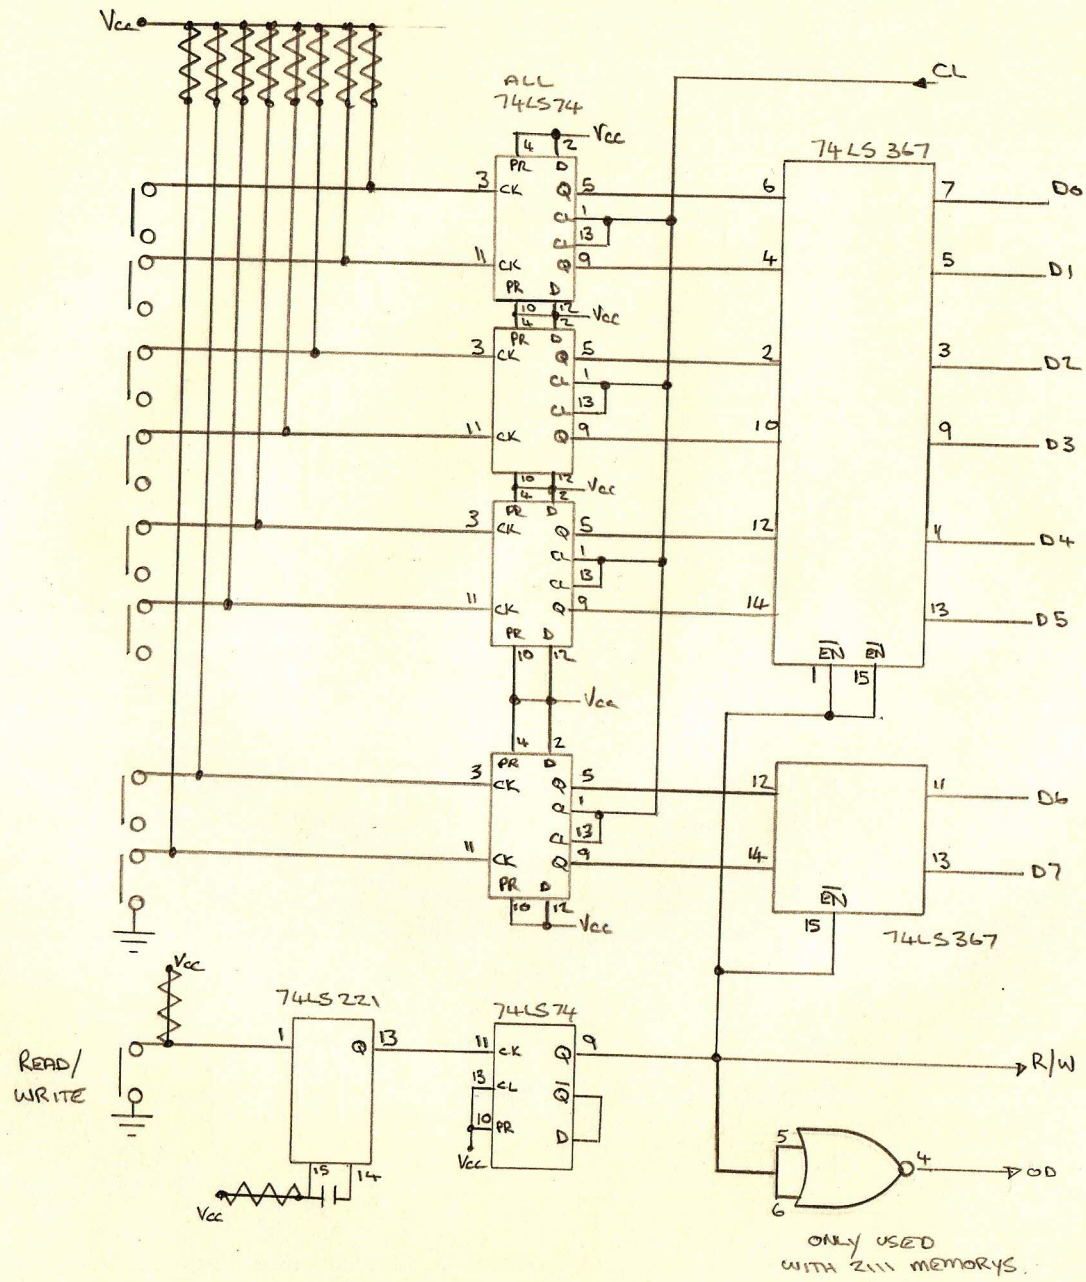 Vcc
ALL
74LS74
CL
Vcc
4 2
PR D
74LS367
3 CK Q 5 6 7 D0
CL 1
CL 13
11 CK Q 9 4 5 D1
PR D
10 12
Vcc
4 2
PR D
3 CK Q 5 2 3 D2
CL 1
CL 13
11 CK Q 9 10 9 D3
10 12
Vcc
4 2
PR D
3 CK Q 5 12 11 D4
CL 1
CL 13
11 CK Q 9 14 13 D5
PR D
10 12
EN EN
1 15
Vcc
4 2
PR D
3 CK Q 5 12 11 D6
CL 1
CL 13
11 CK Q 9 14 13 D7
PR D
10 12
Vcc
EN
15
74LS367
Vcc
74LS221
74LS74
READ/
WRITE
1 Q 13 11 CK Q 9 R/W
13 CL Q
10 PR D
Vcc
15 14
Vcc
5
6
4 OD
ONLY USED
WITH 2111 MEMORYS.